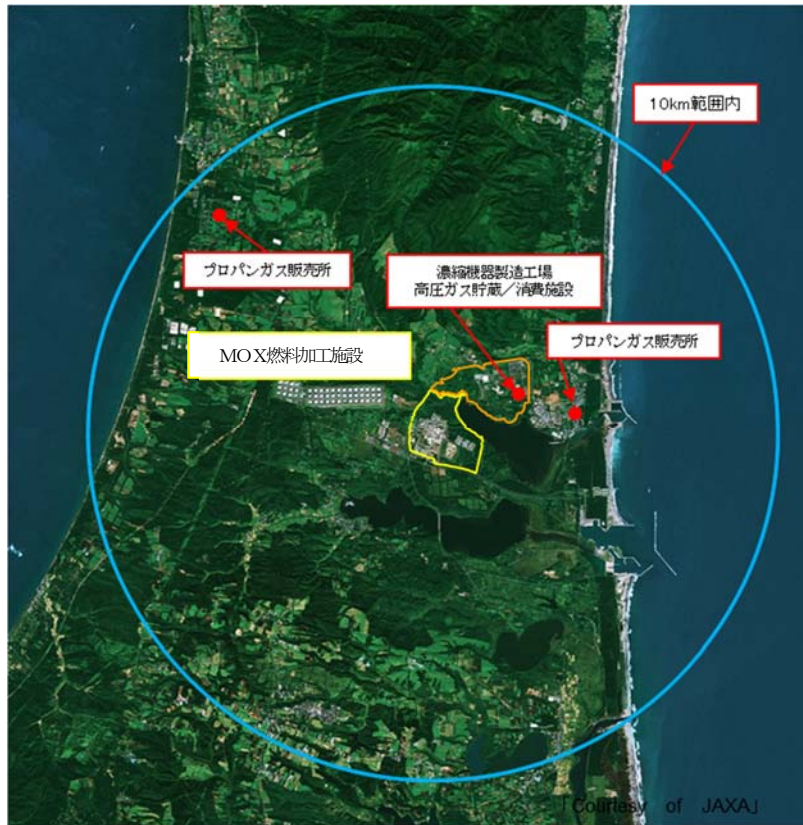 10km範囲内
プロパンガス販売所
濃縮機器製造工場
高圧ガス貯蔵／消費施設
プロパンガス販売所
MOX燃料加工施設
「Courtesy of JAXA」